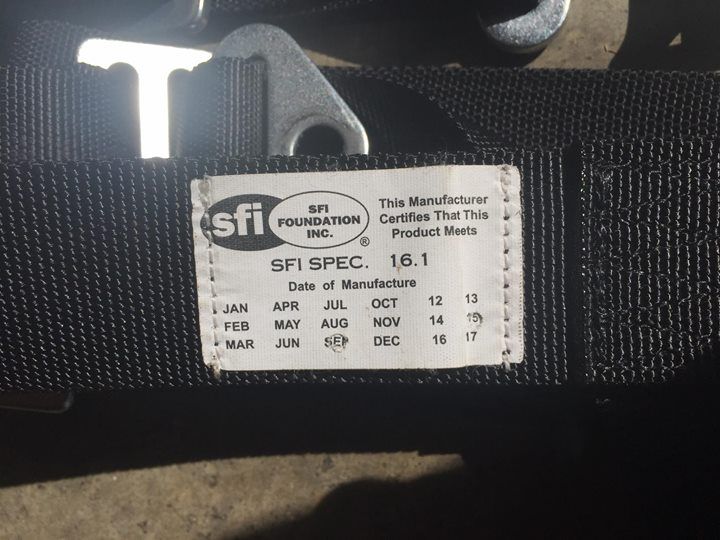 sfi
SFI
FOUNDATION
INC.
®
This Manufacturer
Certifies That This
Product Meets
SFI SPEC. 16.1
Date of Manufacture
JAN APR JUL OCT 12 13
FEB MAY AUG NOV 14 15
MAR JUN SEP DEC 16 17